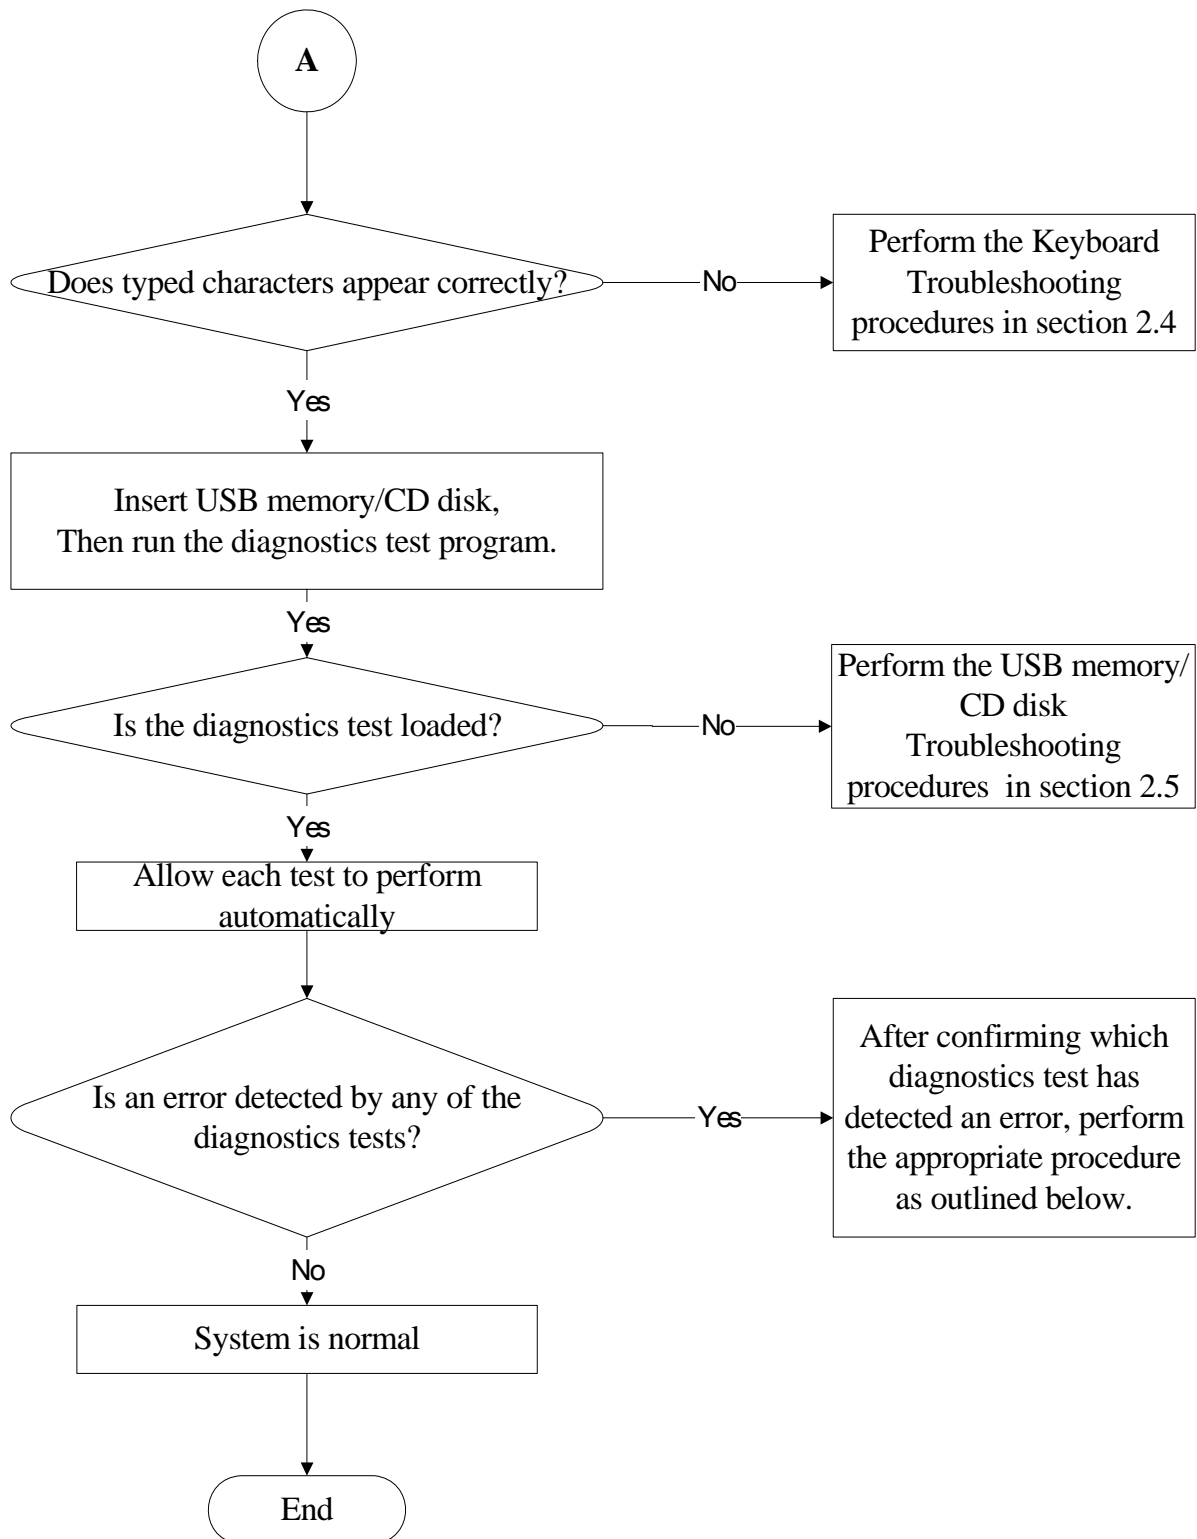 A
Does typed characters appear correctly?
No
Perform the Keyboard
Troubleshooting
procedures in section 2.4
Yes
Insert USB memory/CD disk,
Then run the diagnostics test program.
Yes
Is the diagnostics test loaded?
No
Perform the USB memory/
CD disk
Troubleshooting
procedures in section 2.5
Yes
Allow each test to perform
automatically
Is an error detected by any of the
diagnostics tests?
Yes
After confirming which
diagnostics test has
detected an error, perform
the appropriate procedure
as outlined below.
No
System is normal
End